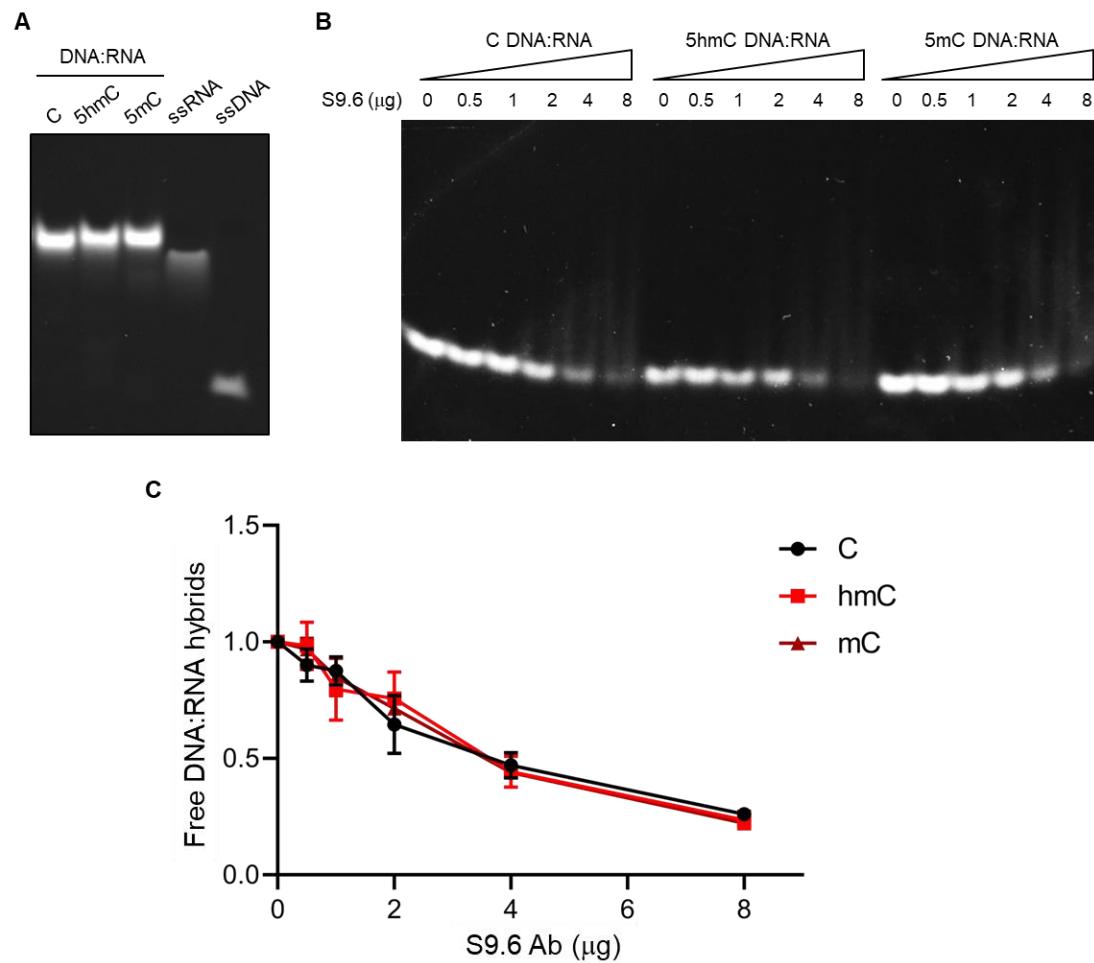 A
DNA:RNA
C 5hmC 5mC ssRNA ssDNA
B
C DNA:RNA 5hmC DNA:RNA 5mC DNA:RNA
S9.6 (μg) 0 0.5 1 2 4 8 0 0.5 1 2 4 8 0 0.5 1 2 4 8
C
1.5
1.0
0.5
0.0
Free DNA:RNA hybrids
0 2 4 6 8
S9.6 Ab (μg)
C
hmC
mC